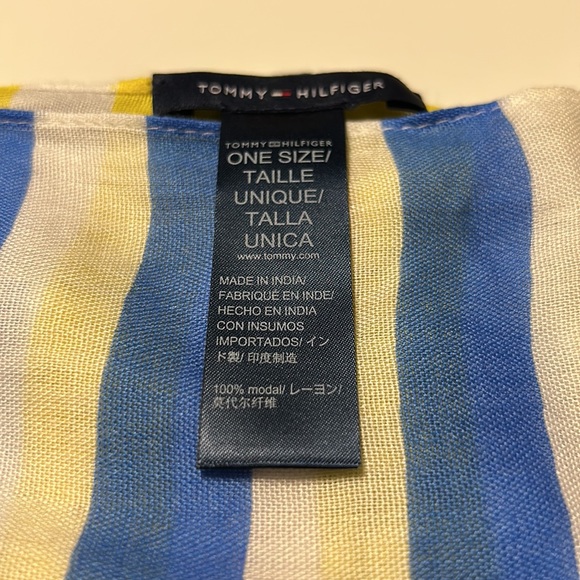 TOMMY HILFIGER
TOMMY HILFIGER
ONE SIZE/
TAILLE
UNIQUE/
TALLA
UNICA
www.tommy.com
MADE IN INDIA/
FABRIQUÉ EN INDE/
HECHO EN INDIA
CON INSUMOS
IMPORTADOS/ イン
ド製/ 印度制造
100% modal/ レーヨン/
莫代尔纤维